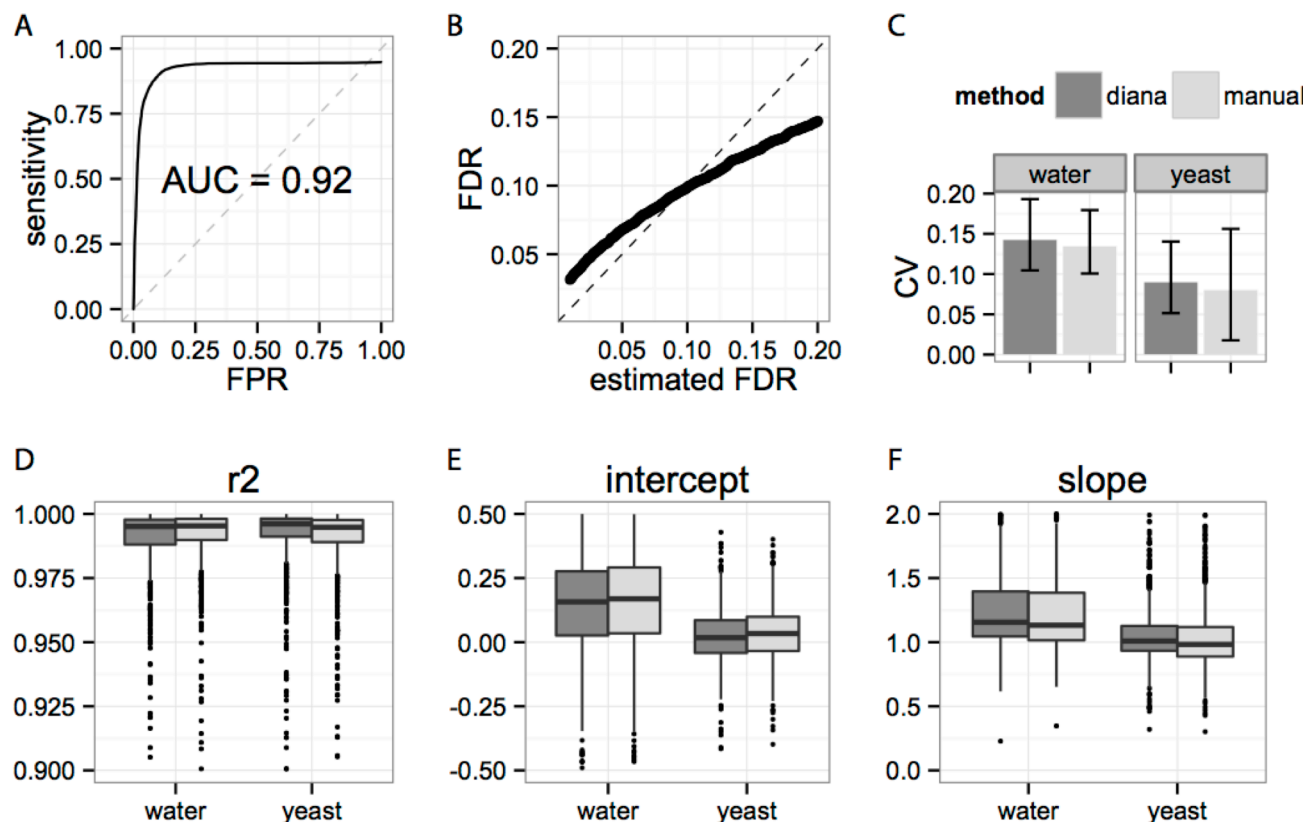 A
1.00
0.75
0.50
0.25
0.00
sensitivity
AUC = 0.92
0.00 0.25 0.50 0.75 1.00
FPR
B
0.20
0.15
0.10
0.05
FDR
0.05 0.10 0.15 0.20
estimated FDR
C
method diana manual
water yeast
0.20
0.15
0.10
0.05
0.00
CV
D
r2
1.000
0.975
0.950
0.925
0.900
water yeast
E
intercept
0.50
0.25
0.00
-0.25
-0.50
water yeast
F
slope
2.0
1.5
1.0
0.5
0.0
water yeast